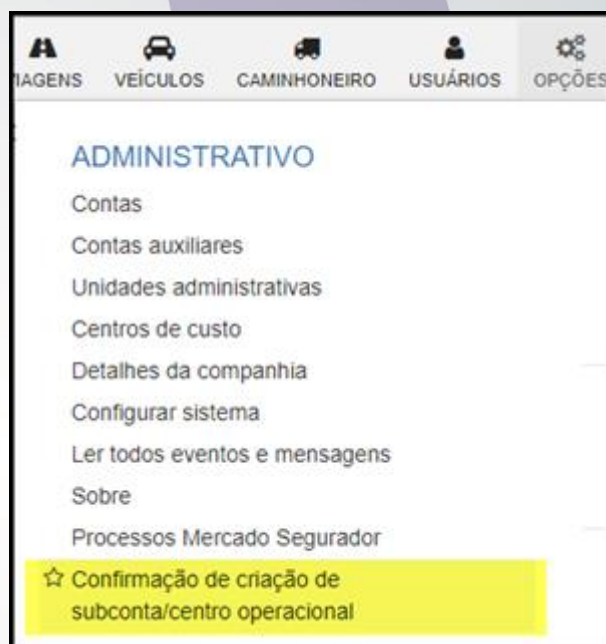 IAGENS VEÍCULOS CAMINHONEIRO USUÁRIOS OPÇÕES
ADMINISTRATIVO
Contas
Contas auxiliares
Unidades administrativas
Centros de custo
Detalhes da companhia
Configurar sistema
Ler todos eventos e mensagens
Sobre
Processos Mercado Segurador
Confirmação de criação de
subconta/centro operacional